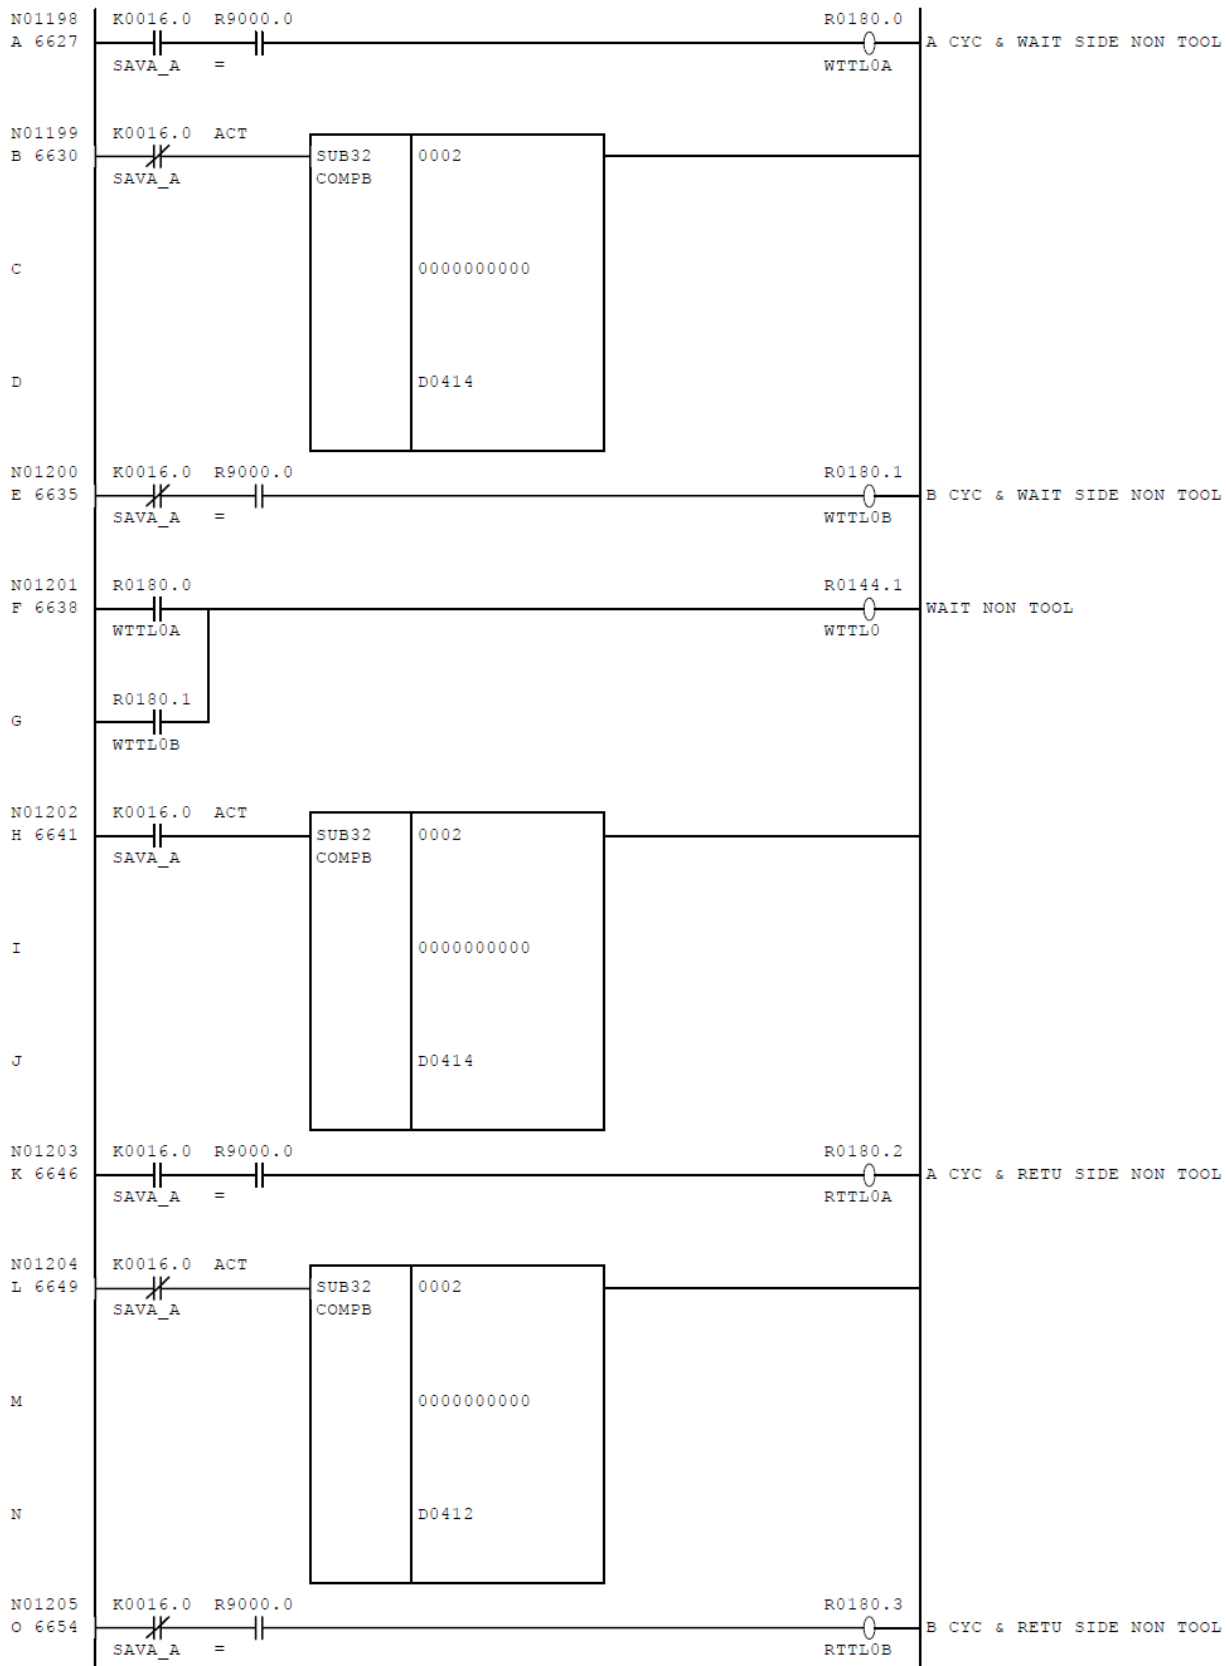 N01198 K0016.0 R9000.0 R0180.0
A 6627 A CYC & WAIT SIDE NON TOOL
SAVA_A = WTTL0A
N01199 K0016.0 ACT
B 6630 SUB32 0002
SAVA_A COMPB
C 0000000000
D D0414
N01200 K0016.0 R9000.0 R0180.1
E 6635 B CYC & WAIT SIDE NON TOOL
SAVA_A = WTTL0B
N01201 R0180.0 R0144.1
F 6638 WAIT NON TOOL
WTTL0A WTTL0
R0180.1
G
WTTL0B
N01202 K0016.0 ACT
H 6641 SUB32 0002
SAVA_A COMPB
I 0000000000
J D0414
N01203 K0016.0 R9000.0 R0180.2
K 6646 A CYC & RETU SIDE NON TOOL
SAVA_A = RTTL0A
N01204 K0016.0 ACT
L 6649 SUB32 0002
SAVA_A COMPB
M 0000000000
N D0412
N01205 K0016.0 R9000.0 R0180.3
O 6654 B CYC & RETU SIDE NON TOOL
SAVA_A = RTTL0B